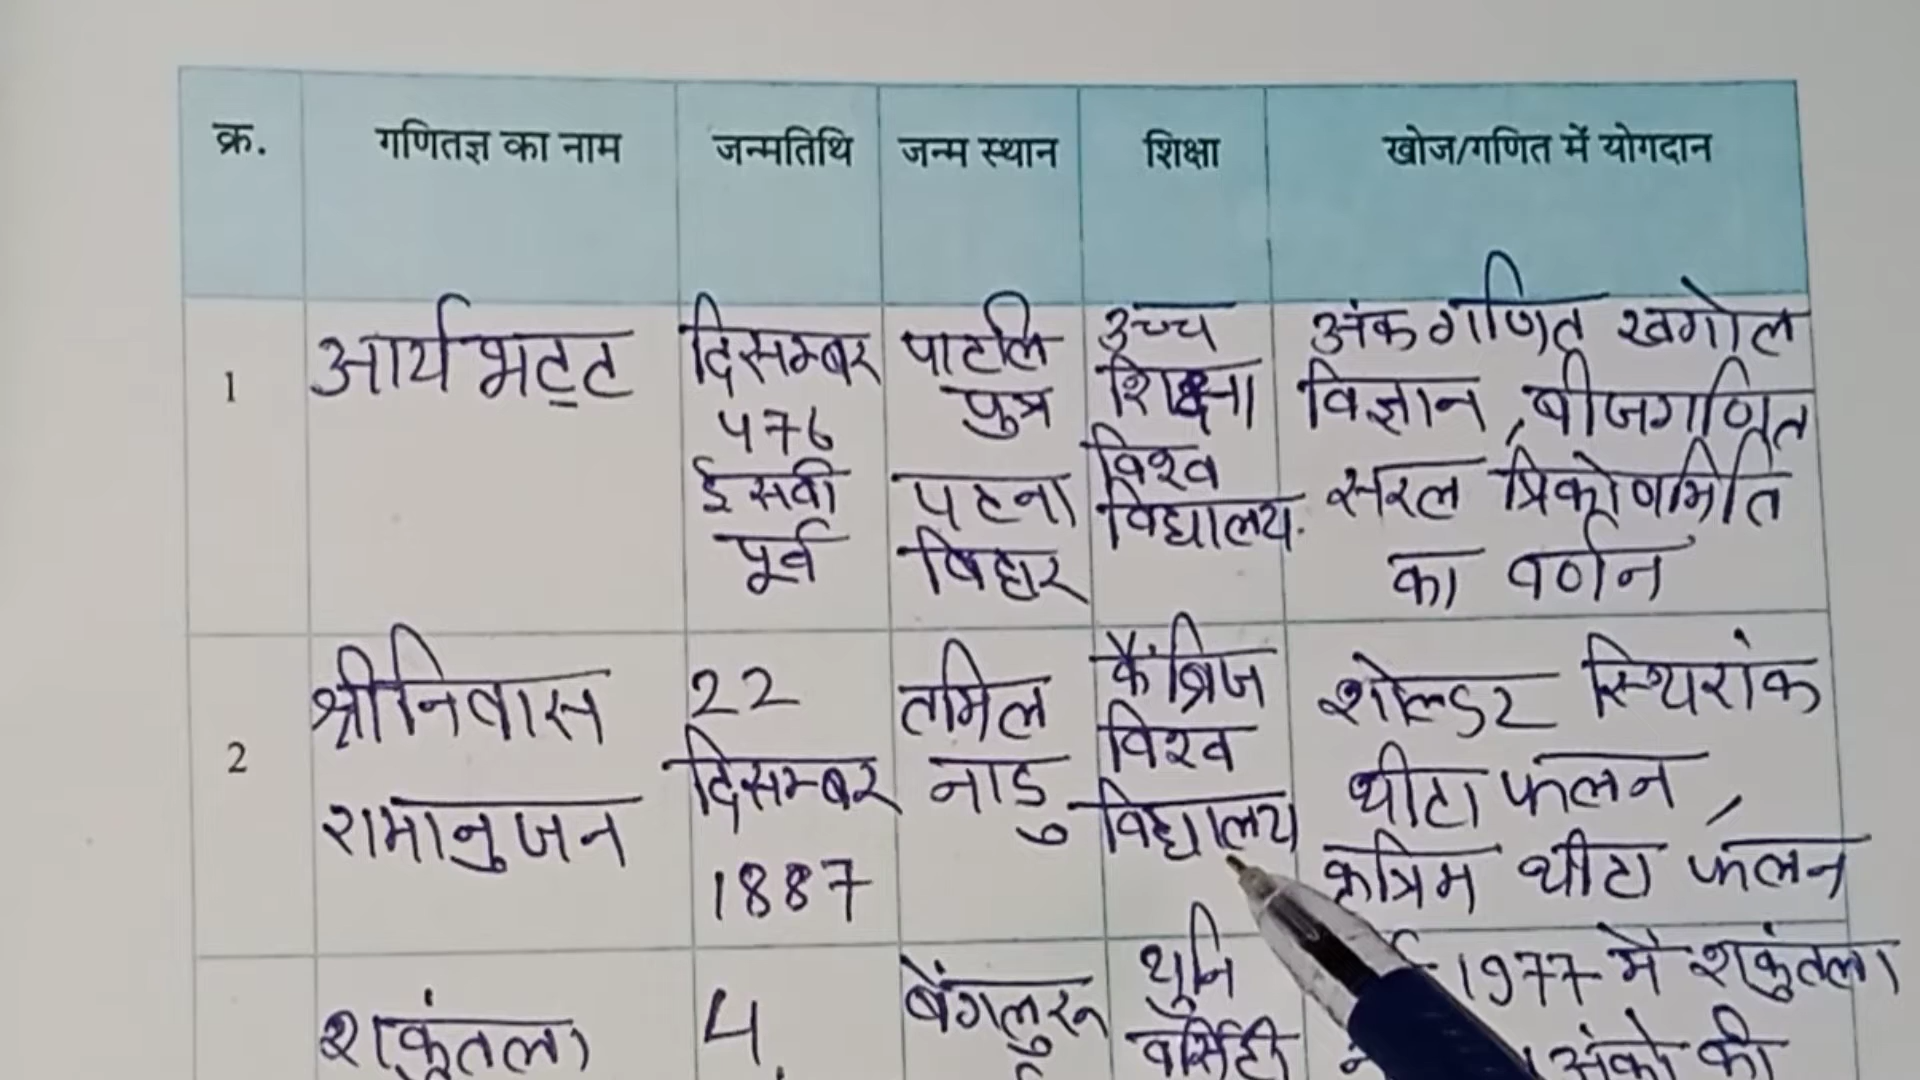 क्र. गणितज्ञ का नाम जन्मतिथि जन्म स्थान शिक्षा खोज/गणित में योगदान
1
आर्यभट्ट
दिसम्बर
476
ईसवी
पूर्व
पाटलि
पुत्र
पटना
बिहार
उच्च
शिक्षा
विश्व
विद्यालय.
अंकगणित खगोल
विज्ञान, बीजगणित
सरल त्रिकोणमिति
का वर्णन
2
श्रीनिवास
रामानुजन
22
दिसम्बर
1887
तमिल
नाडु
कैंब्रिज
विश्व
विद्यालय
शोल्डर स्थिरांक
थीटा फलन,
क्रत्रिम थीटा फलन
शकुंतला
4
बेंगलुरू
युनि
वर्सिटी
1977 मे शकुंतला
अंको की